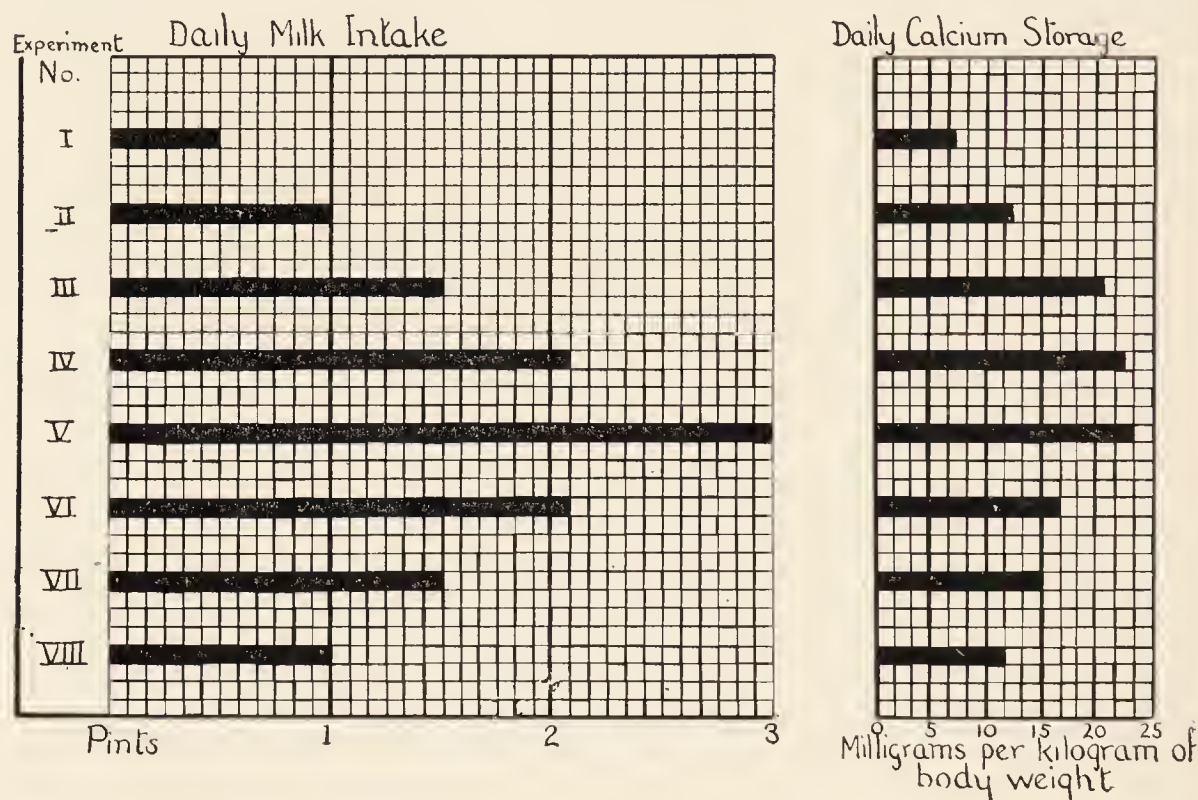 Daily Milk Intake
Experiment
No.
I
II
III
IV
V
VI
VII
VIII
Pints 1 2 3
Daily Calcium Storage
0 5 10 15 20 25
Milligrams per kilogram of
body weight